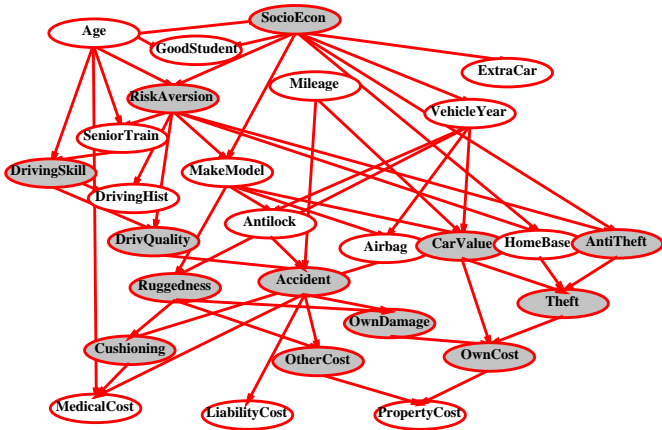 SocioEcon
Age
GoodStudent
ExtraCar
Mileage
RiskAversion
VehicleYear
SeniorTrain
DrivingSkill
MakeModel
DrivingHist
Antilock
DrivQuality
Airbag
CarValue
HomeBase
AntiTheft
Ruggedness
Accident
Theft
OwnDamage
Cushioning
OtherCost
OwnCost
MedicalCost
LiabilityCost
PropertyCost